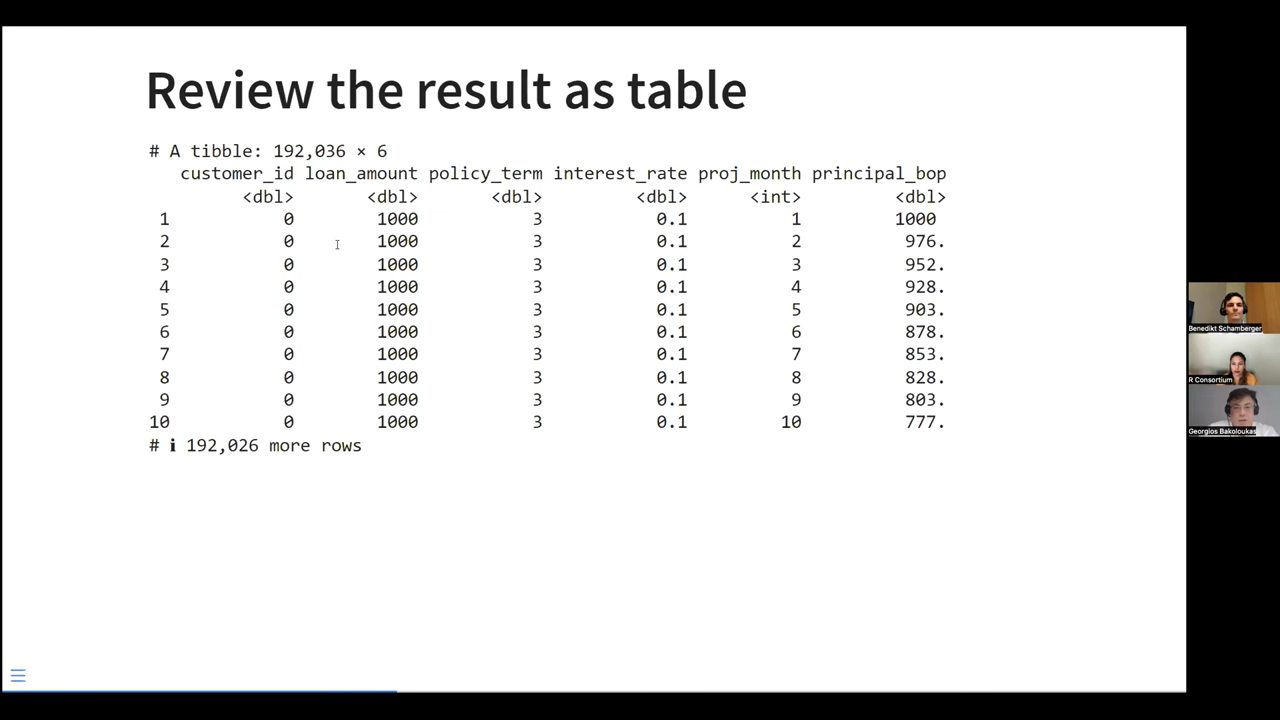 Review the result as table
# A tibble: 192,036 × 6
customer_id loan_amount policy_term interest_rate proj_month principal_bop
<dbl> <dbl> <dbl> <dbl> <int> <dbl>
1 0 1000 3 0.1 1 1000
2 0 1000 3 0.1 2 976.
3 0 1000 3 0.1 3 952.
4 0 1000 3 0.1 4 928.
5 0 1000 3 0.1 5 903.
6 0 1000 3 0.1 6 878.
7 0 1000 3 0.1 7 853.
8 0 1000 3 0.1 8 828.
9 0 1000 3 0.1 9 803.
10 0 1000 3 0.1 10 777.
# ℹ 192,026 more rows
Benedikt Schamberger
R Consortium
Georgios Bakoloukas